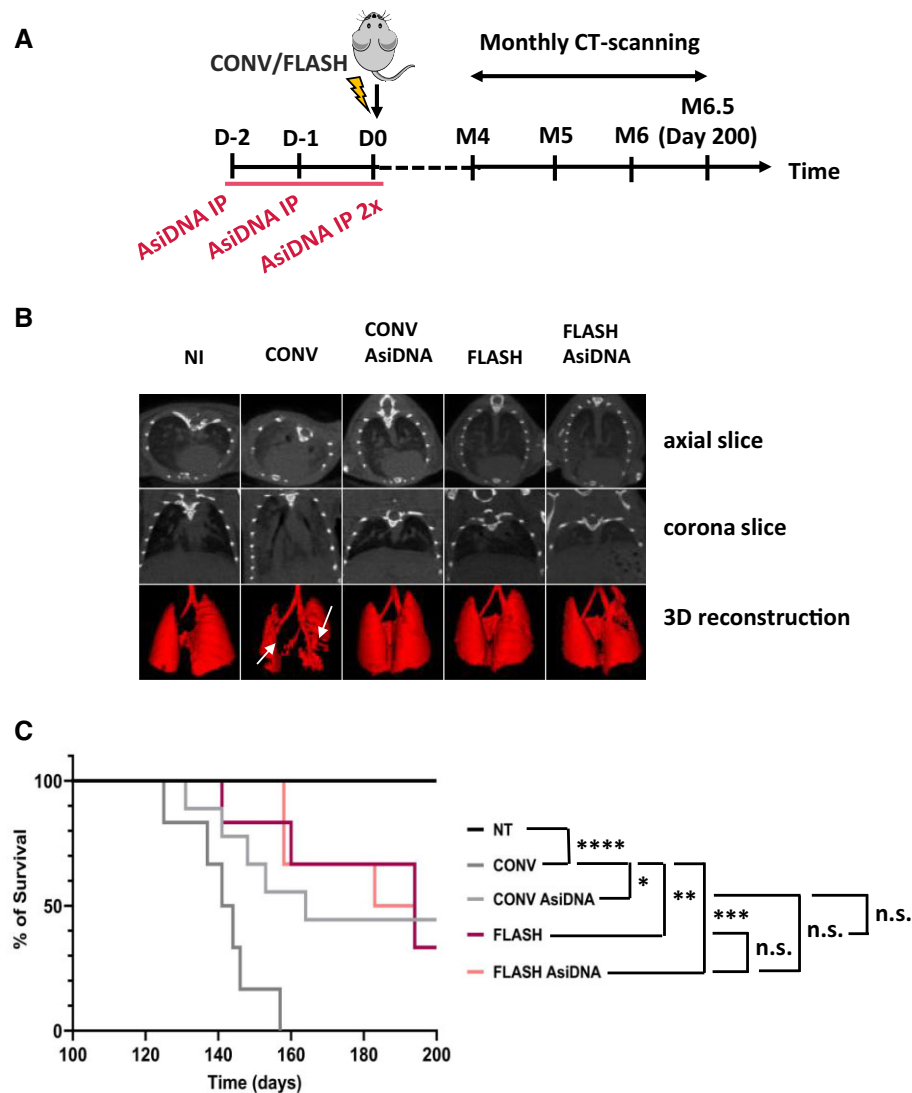 A
CONV/FLASH
Monthly CT-scanning
D-2
D-1
D0
M4
M5
M6
M6.5
(Day 200)
Time
AsiDNA IP
AsiDNA IP
AsiDNA IP 2x
B
NI
CONV
CONV
AsiDNA
FLASH
FLASH
AsiDNA
axial slice
corona slice
3D reconstruction
C
% of Survival
100
50
0
100
120
140
160
180
200
Time (days)
NT
CONV
CONV AsiDNA
FLASH
FLASH AsiDNA
****
*
**
***
n.s.
n.s.
n.s.